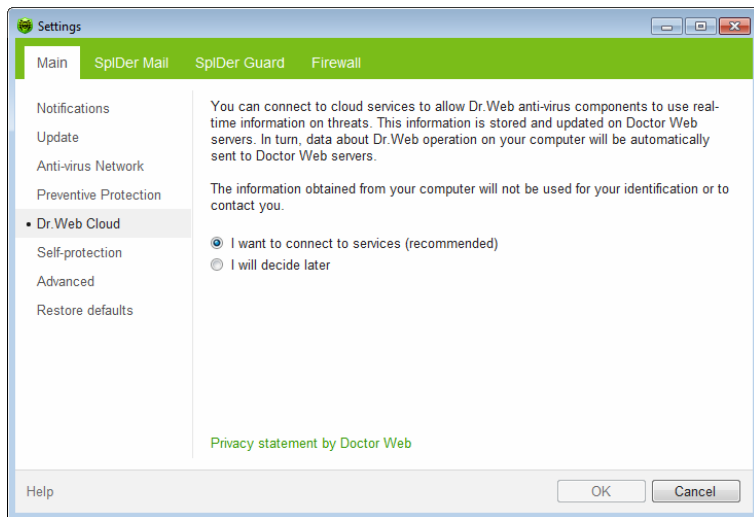 Settings
Main SpIDer Mail SpIDer Guard Firewall
Notifications
Update
Anti-virus Network
Preventive Protection
Dr.Web Cloud
Self-protection
Advanced
Restore defaults
You can connect to cloud services to allow Dr.Web anti-virus components to use real-
time information on threats. This information is stored and updated on Doctor Web
servers. In turn, data about Dr.Web operation on your computer will be automatically
sent to Doctor Web servers.
The information obtained from your computer will not be used for your identification or to
contact you.
I want to connect to services (recommended)
I will decide later
Privacy statement by Doctor Web
Help
OK Cancel